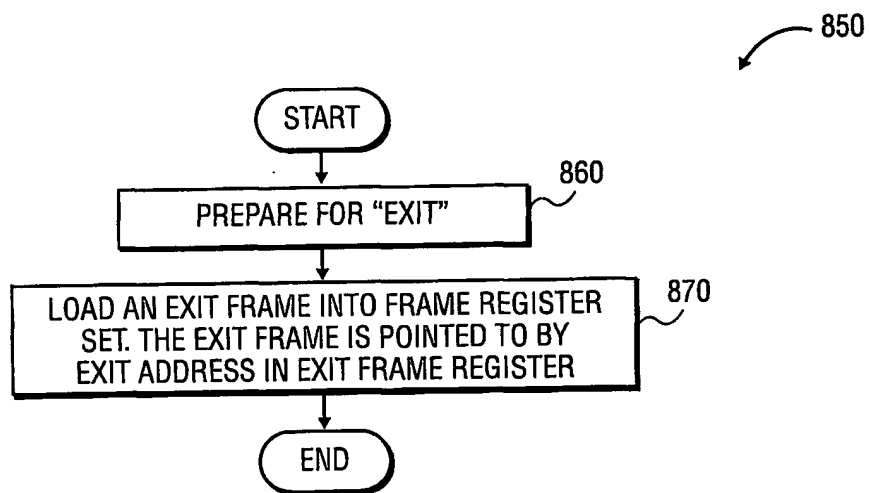 850
START
860
PREPARE FOR “EXIT”
870
LOAD AN EXIT FRAME INTO FRAME REGISTER
SET. THE EXIT FRAME IS POINTED TO BY
EXIT ADDRESS IN EXIT FRAME REGISTER
END